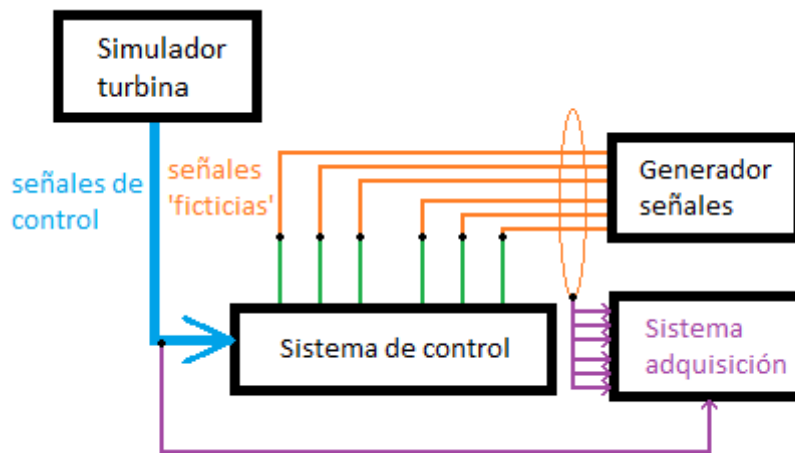 Simulador
turbina
señales de
control
señales
'ficticias'
Generador
señales
Sistema de control
Sistema
adquisición